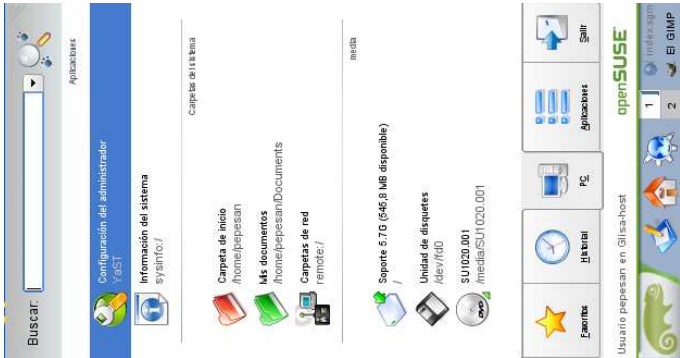 Buscar:
Aplicaciones
Configuración del administrador
YaST
Información del sistema
sysinfo:/
Carpetas del sistema
Carpeta de inicio
/home/pepesan
Mis documentos
/home/pepesan/Documents
Carpetas de red
remote:/
media
Soporte 5.7G (545,8 MB disponible)
/
Unidad de disquetes
/dev/fd0
SU1020.001
/media/SU1020.001
Favoritos
Historial
PC
Aplicaciones
Salir
Usuario pepesan en Glisa-host
openSUSE
1
2
index.sgm
El GIMP